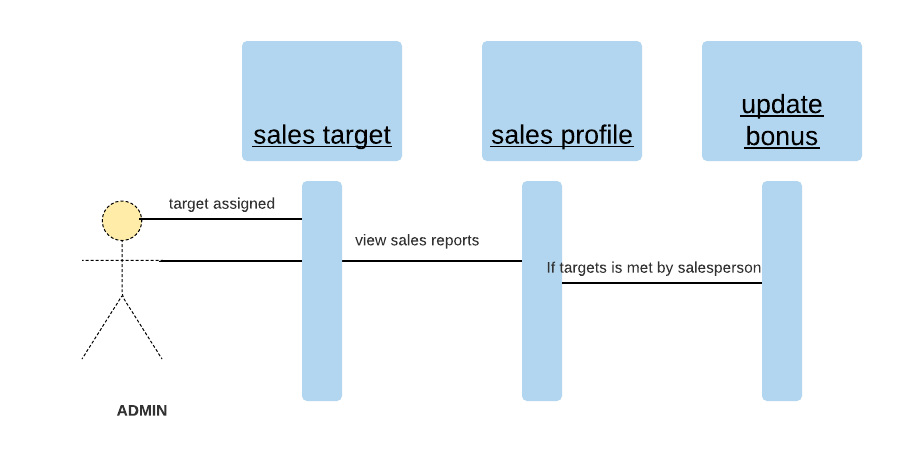 sales target
sales profile
update
bonus
target assigned
view sales reports
If targets is met by salesperson
ADMIN